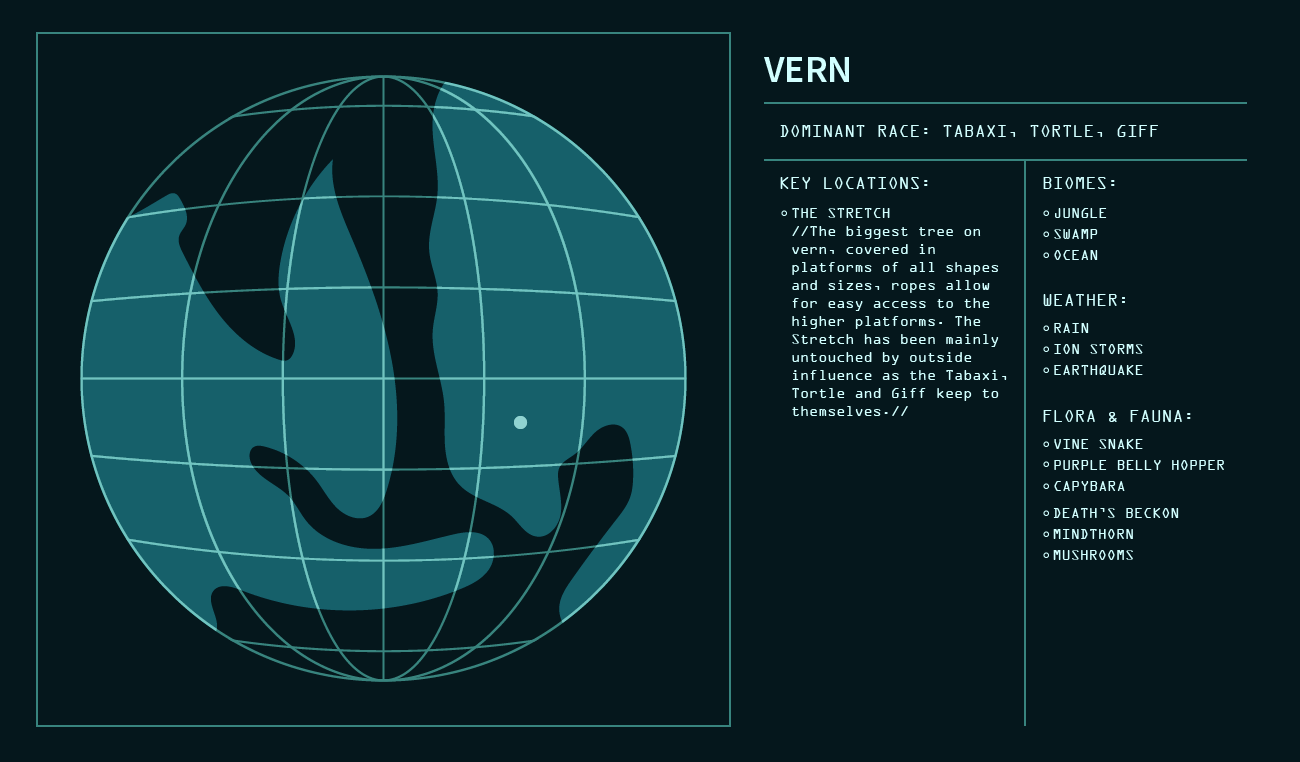 VERN
DOMINANT RACE: TABAXI, TORTLE, GIFF
KEY LOCATIONS:
THE STRETCH
//The biggest tree on
vern, covered in
platforms of all shapes
and sizes, ropes allow
for easy access to the
higher platforms. The
Stretch has been mainly
untouched by outside
influence as the Tabaxi,
Tortle and Giff keep to
themselves.//
BIOMES:
JUNGLE
SWAMP
OCEAN
WEATHER:
RAIN
ION STORMS
EARTHQUAKE
FLORA & FAUNA:
VINE SNAKE
PURPLE BELLY HOPPER
CAPYBARA
DEATH'S BECKON
MINDTHORN
MUSHROOMS